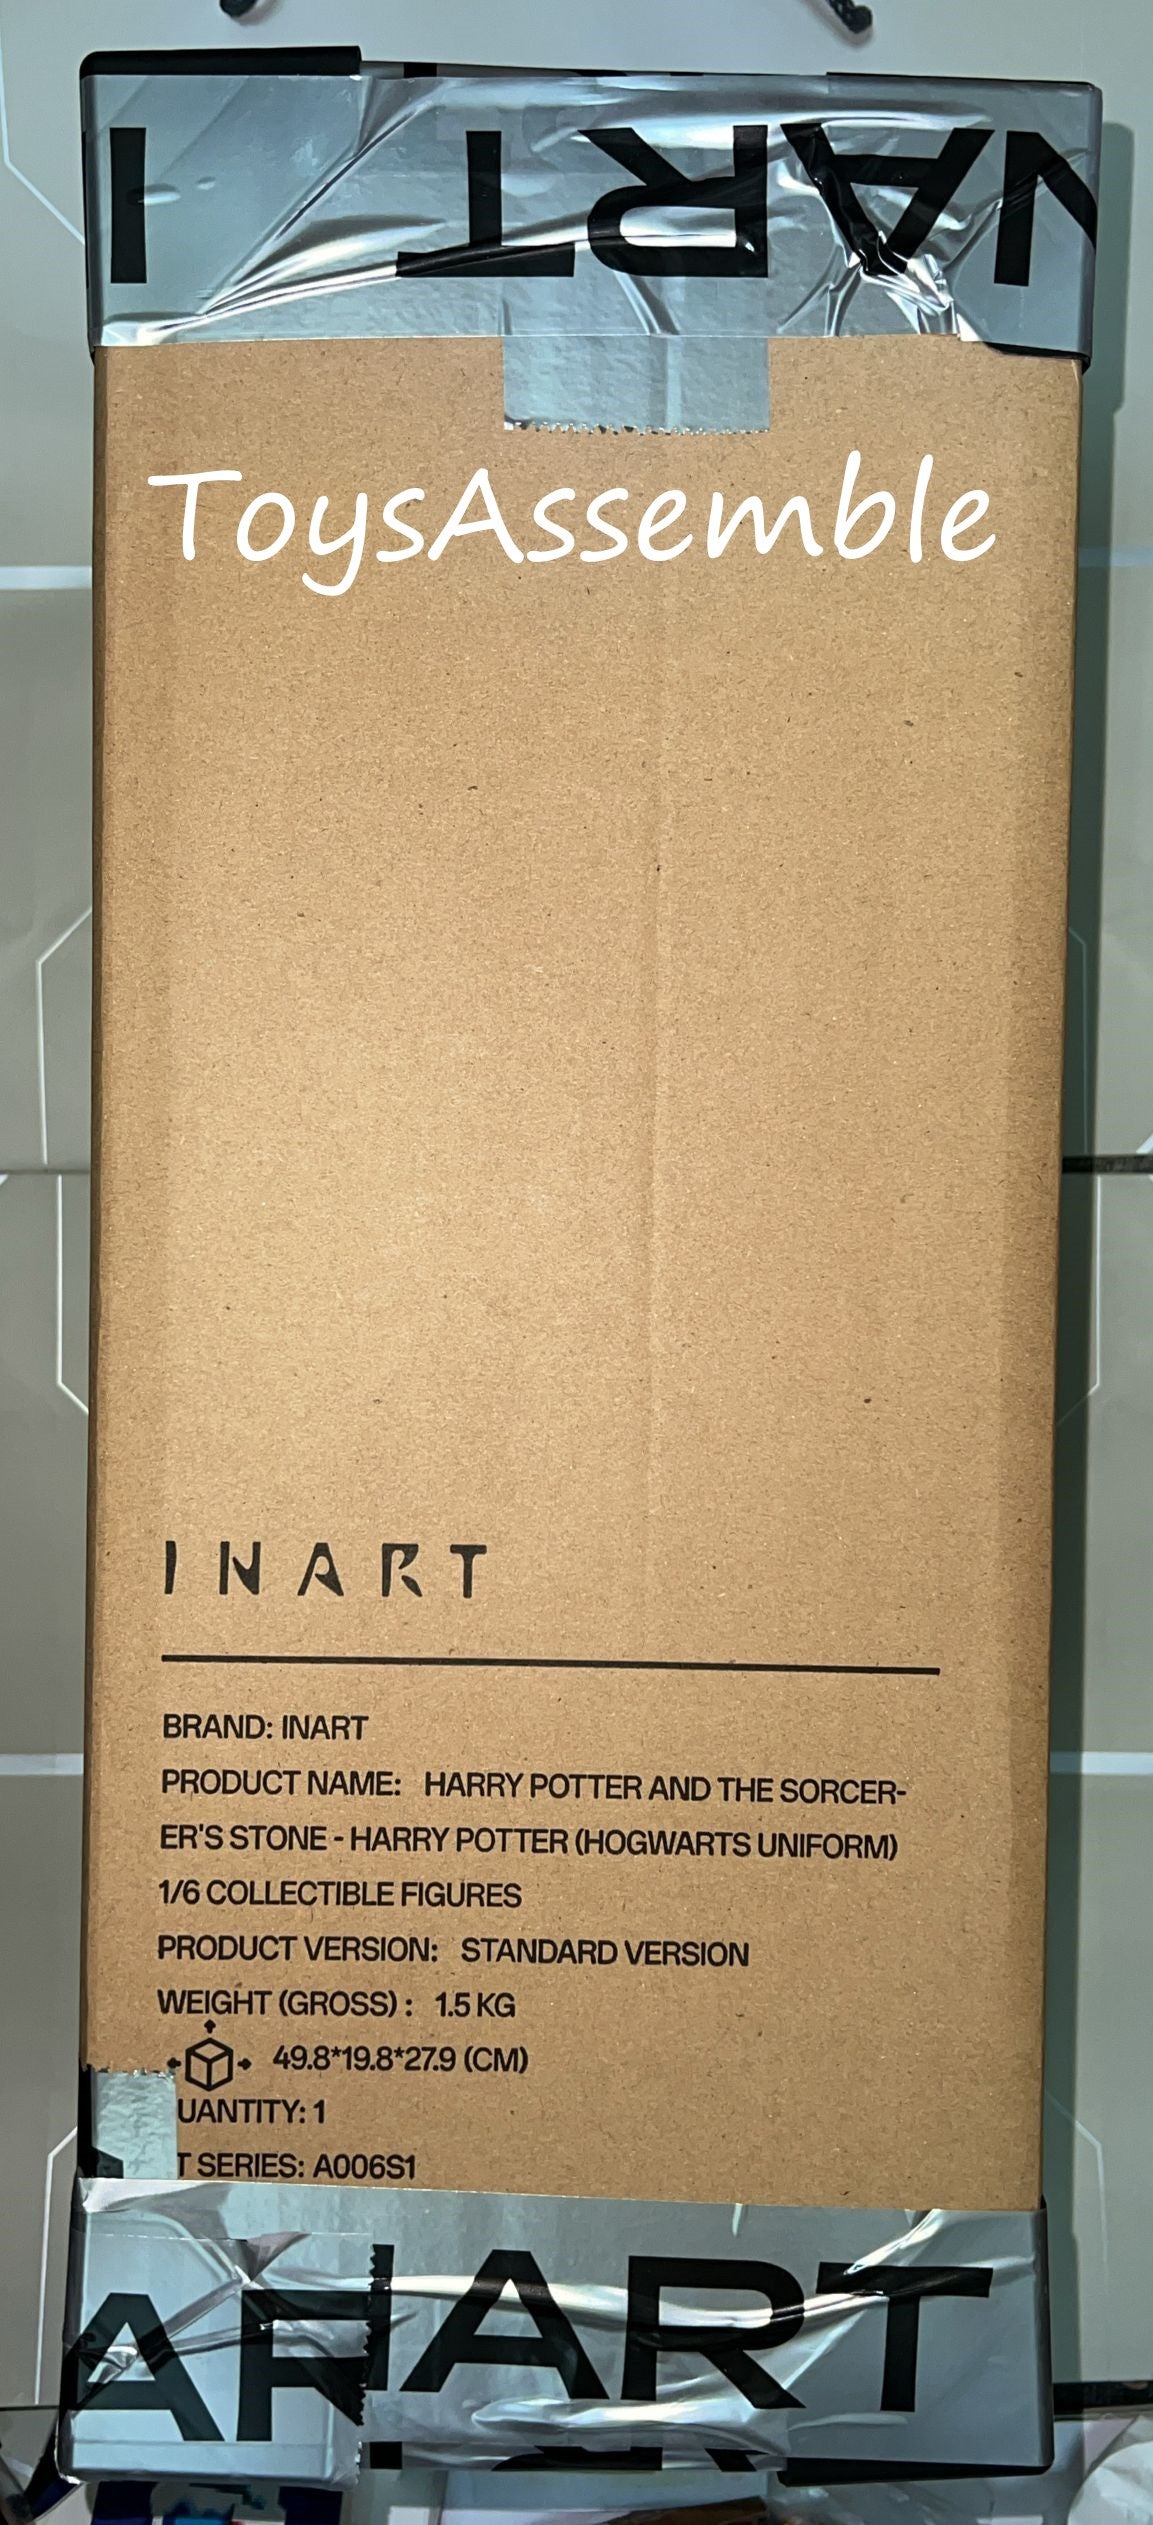 INART
ToysAssemble
INART
BRAND: INART
PRODUCT NAME: HARRY POTTER AND THE SORCER-
ER'S STONE - HARRY POTTER (HOGWARTS UNIFORM)
1/6 COLLECTIBLE FIGURES
PRODUCT VERSION: STANDARD VERSION
WEIGHT (GROSS) : 1.5 KG
49.8*19.8*27.9 (CM)
UANTITY: 1
T SERIES: A006S1
ART